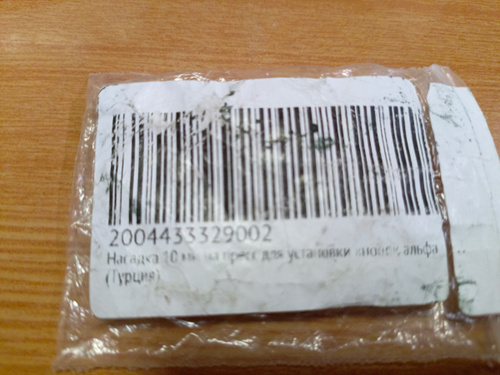 2004433329002
Насадка 10 мм на пресс для установки кнопок альфа
(Турция)